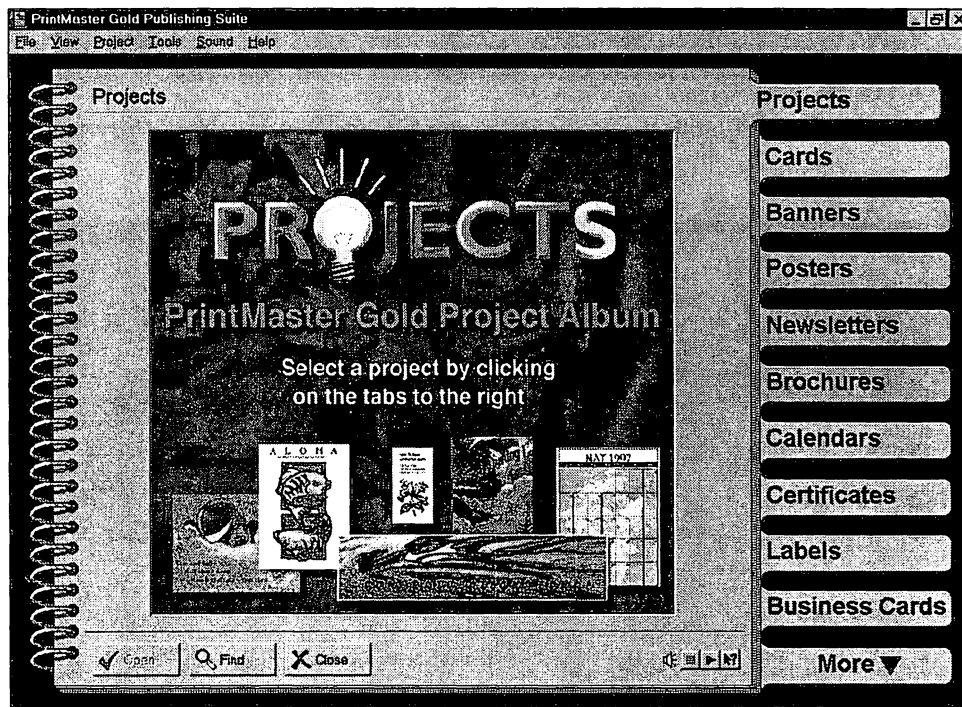 PrintMaster Gold Publishing Suite
File View Project Tools Sound Help
Projects
PROJECTS
PrintMaster Gold Project Album
Select a project by clicking
on the tabs to the right
ALOHA
MAY 1997
Open Find Close
Projects
Cards
Banners
Posters
Newsletters
Brochures
Calendars
Certificates
Labels
Business Cards
More